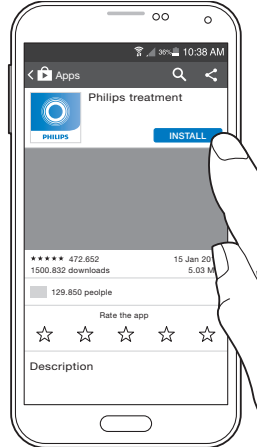 36% 10:38 AM
Apps
Philips treatment
PHILIPS
INSTALL
★★★★★ 472.652
15 Jan 20
1500.832 downloads
5.03 M
129.850 peolple
Rate the app
Description